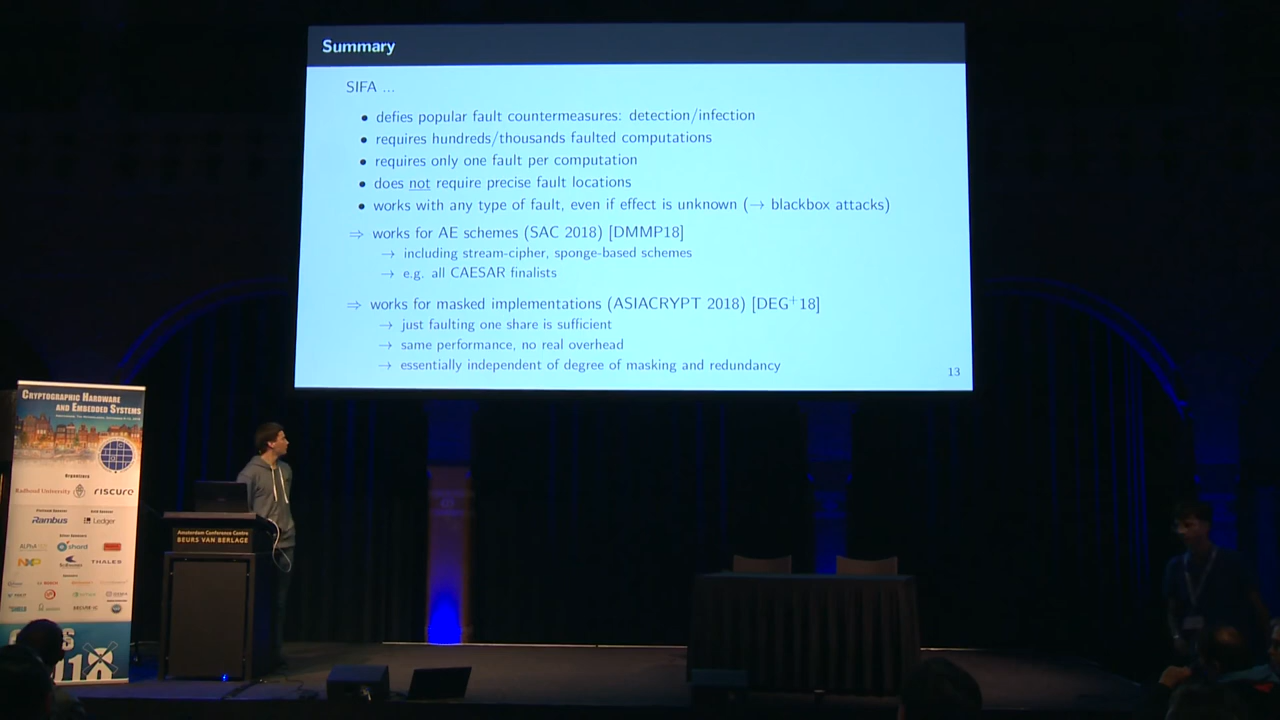 Summary
SIFA ...
• defies popular fault countermeasures: detection/infection
• requires hundreds/thousands faulted computations
• requires only one fault per computation
• does not require precise fault locations
• works with any type of fault, even if effect is unknown (→ blackbox attacks)
⇒ works for AE schemes (SAC 2018) [DMMP18]
→ including stream-cipher, sponge-based schemes
→ e.g. all CAESAR finalists
⇒ works for masked implementations (ASIACRYPT 2018) [DEG+18]
→ just faulting one share is sufficient
→ same performance, no real overhead
→ essentially independent of degree of masking and redundancy
13
Cryptographic Hardware
and Embedded Systems
Organizers
Radboud University
riscure
Rambus
Ledger
NXP
THALES
Amsterdam Conference Centre
BEURS VAN BERLAGE